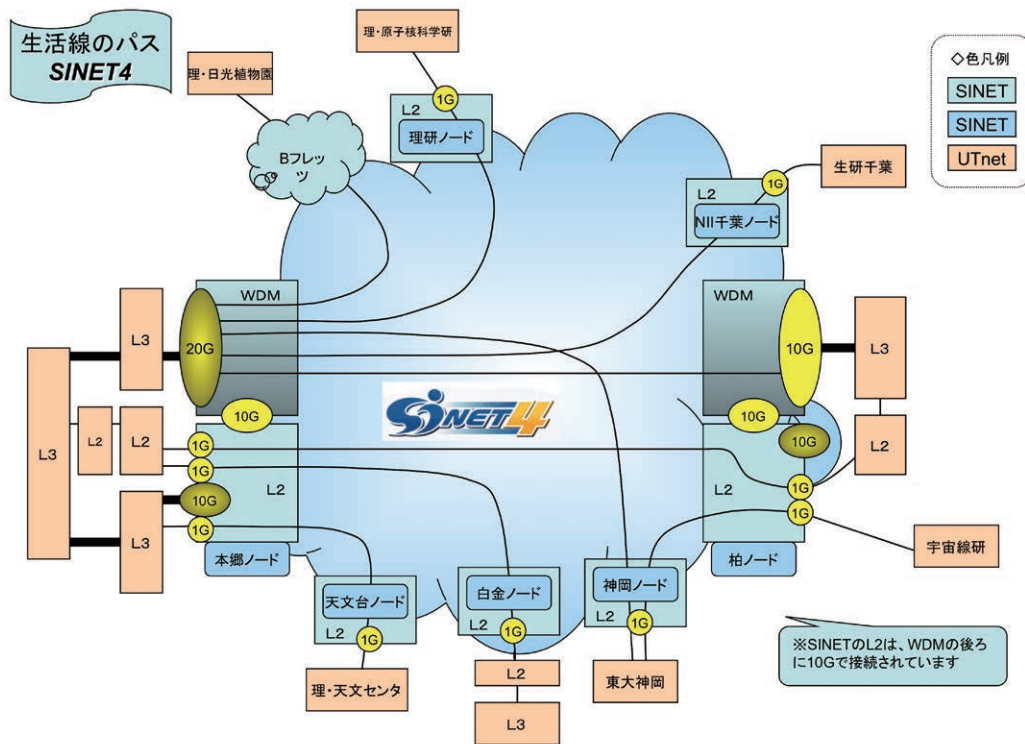 生活線のパス
SINET4
理・日光植物園
理・原子核科学研
1G
L2
理研ノード
Bフレッ
ツ
1G
L2
NII千葉ノード
生研千葉
◇色凡例
SINET
SINET
UTnet
WDM
20G
L3
10G
WDM
10G
L3
10G
SINET4
10G
L3
L2
L2
1G
1G
10G
1G
L2
L3
本郷ノード
L2
1G
1G
L2
柏ノード
宇宙線研
天文台ノード
L2
1G
理・天文センタ
白金ノード
L2
1G
L2
L3
神岡ノード
L2
1G
東大神岡
※SINETのL2は、WDMの後ろ
に10Gで接続されています